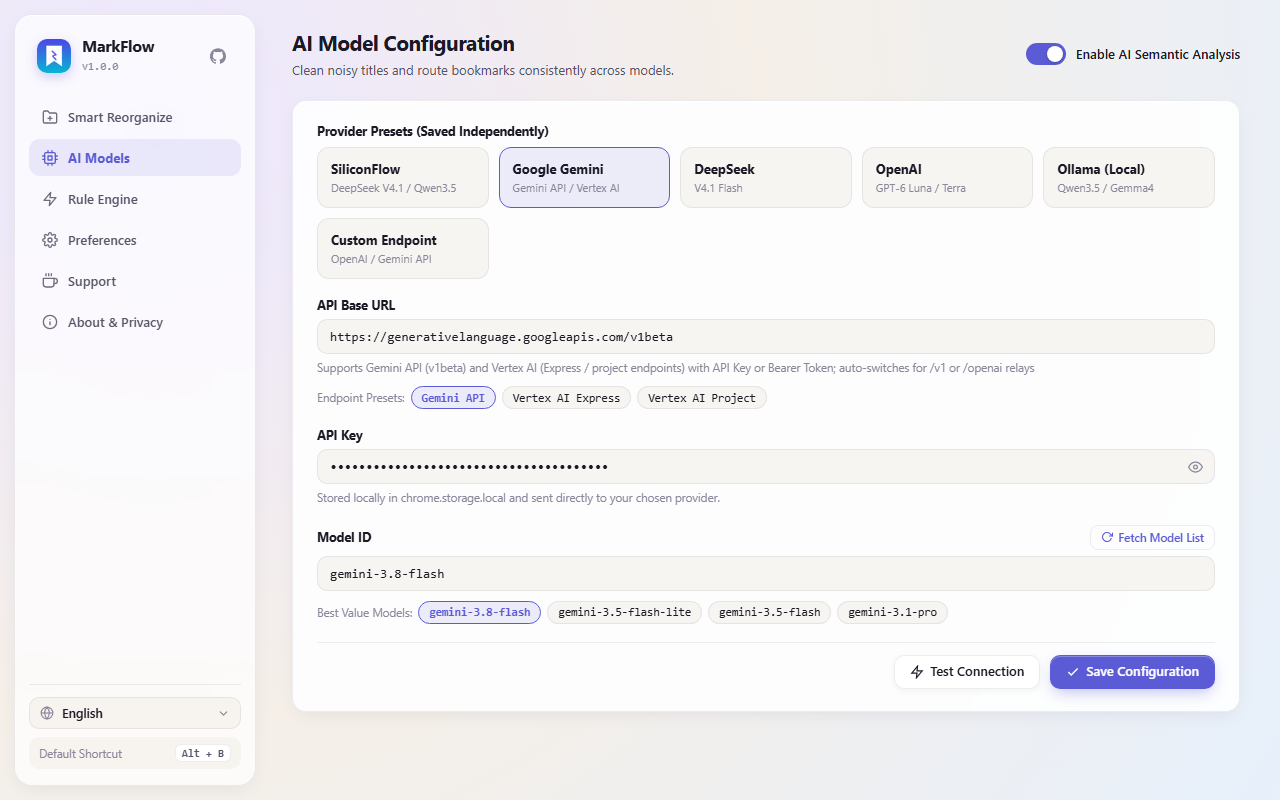 MarkFlow
v1.0.0
Smart Reorganize
AI Models
Rule Engine
Preferences
Support
About & Privacy
English
Default Shortcut
Alt + B
AI Model Configuration
Clean noisy titles and route bookmarks consistently across models.
Enable AI Semantic Analysis
Provider Presets (Saved Independently)
SiliconFlow
DeepSeek V4.1 / Qwen3.5
Google Gemini
Gemini API / Vertex AI
DeepSeek
V4.1 Flash
OpenAI
GPT-6 Luna / Terra
Ollama (Local)
Qwen3.5 / Gemma4
Custom Endpoint
OpenAI / Gemini API
API Base URL
https://generativelanguage.googleapis.com/v1beta
Supports Gemini API (v1beta) and Vertex AI (Express / project endpoints) with API Key or Bearer Token; auto-switches for /v1 or /openai relays
Endpoint Presets: Gemini API Vertex AI Express Vertex AI Project
API Key
•••••••••••••••••••••••••••••••••••••••
Stored locally in chrome.storage.local and sent directly to your chosen provider.
Model ID
Fetch Model List
gemini-3.8-flash
Best Value Models: gemini-3.8-flash gemini-3.5-flash-lite gemini-3.5-flash gemini-3.1-pro
Test Connection
Save Configuration